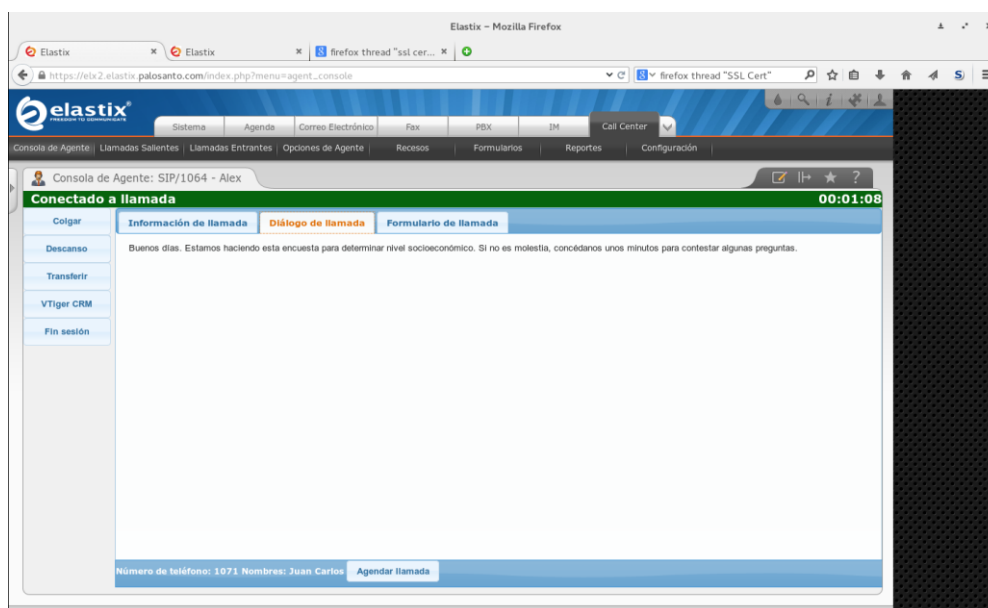 Elastix – Mozilla Firefox
Elastix Elastix firefox thread "ssl cer...
https://elx2.elastix.palosanto.com/index.php?menu=agent_console firefox thread "SSL Cert"
elastix®
FREEDOM TO COMMUNICATE
Sistema Agenda Correo Electrónico Fax PBX IM Call Center
Consola de Agente Llamadas Salientes Llamadas Entrantes Opciones de Agente Recesos Formularios Reportes Configuración
Consola de Agente: SIP/1064 - Alex
Conectado a llamada 00:01:08
Colgar
Descanso
Transferir
VTiger CRM
Fin sesión
Información de llamada Diálogo de llamada Formulario de llamada
Buenos días. Estamos haciendo esta encuesta para determinar nivel socioeconómico. Si no es molestia, concédanos unos minutos para contestar algunas preguntas.
Número de teléfono: 1071 Nombres: Juan Carlos Agendar llamada